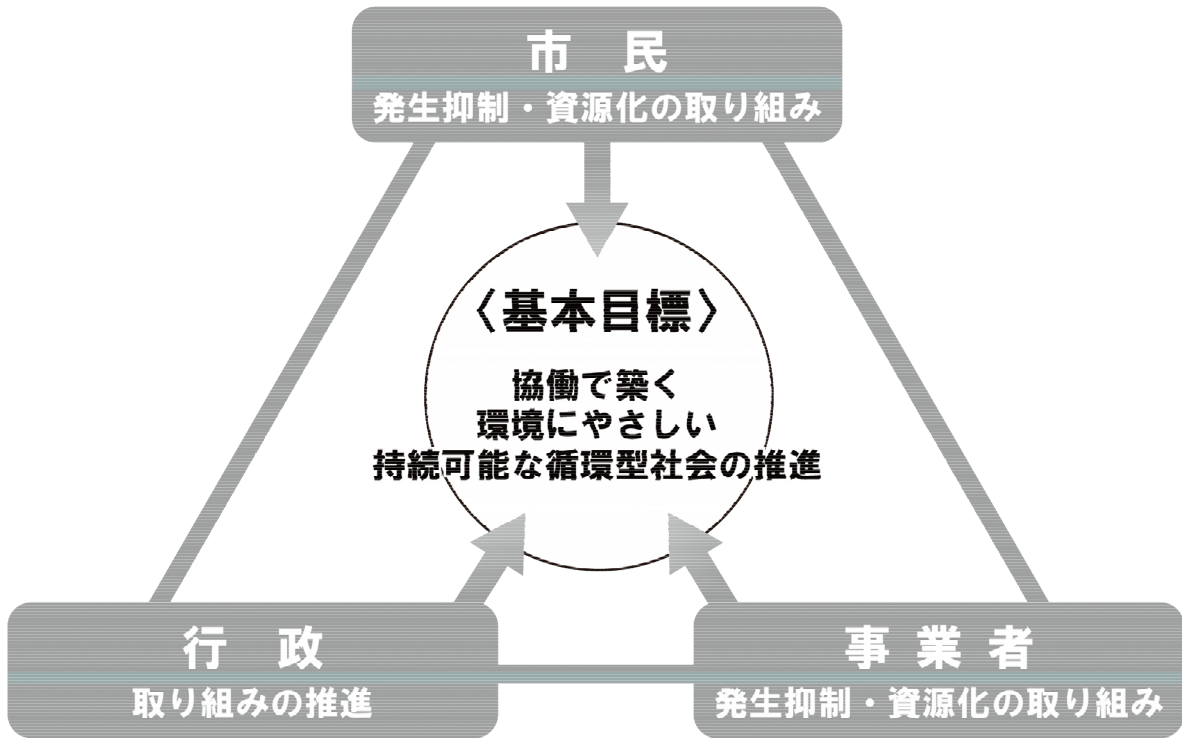 市 民
発生抑制・資源化の取り組み
〈基本目標〉
協働で築く
環境にやさしい
持続可能な循環型社会の推進
行 政
取り組みの推進
事 業 者
発生抑制・資源化の取り組み